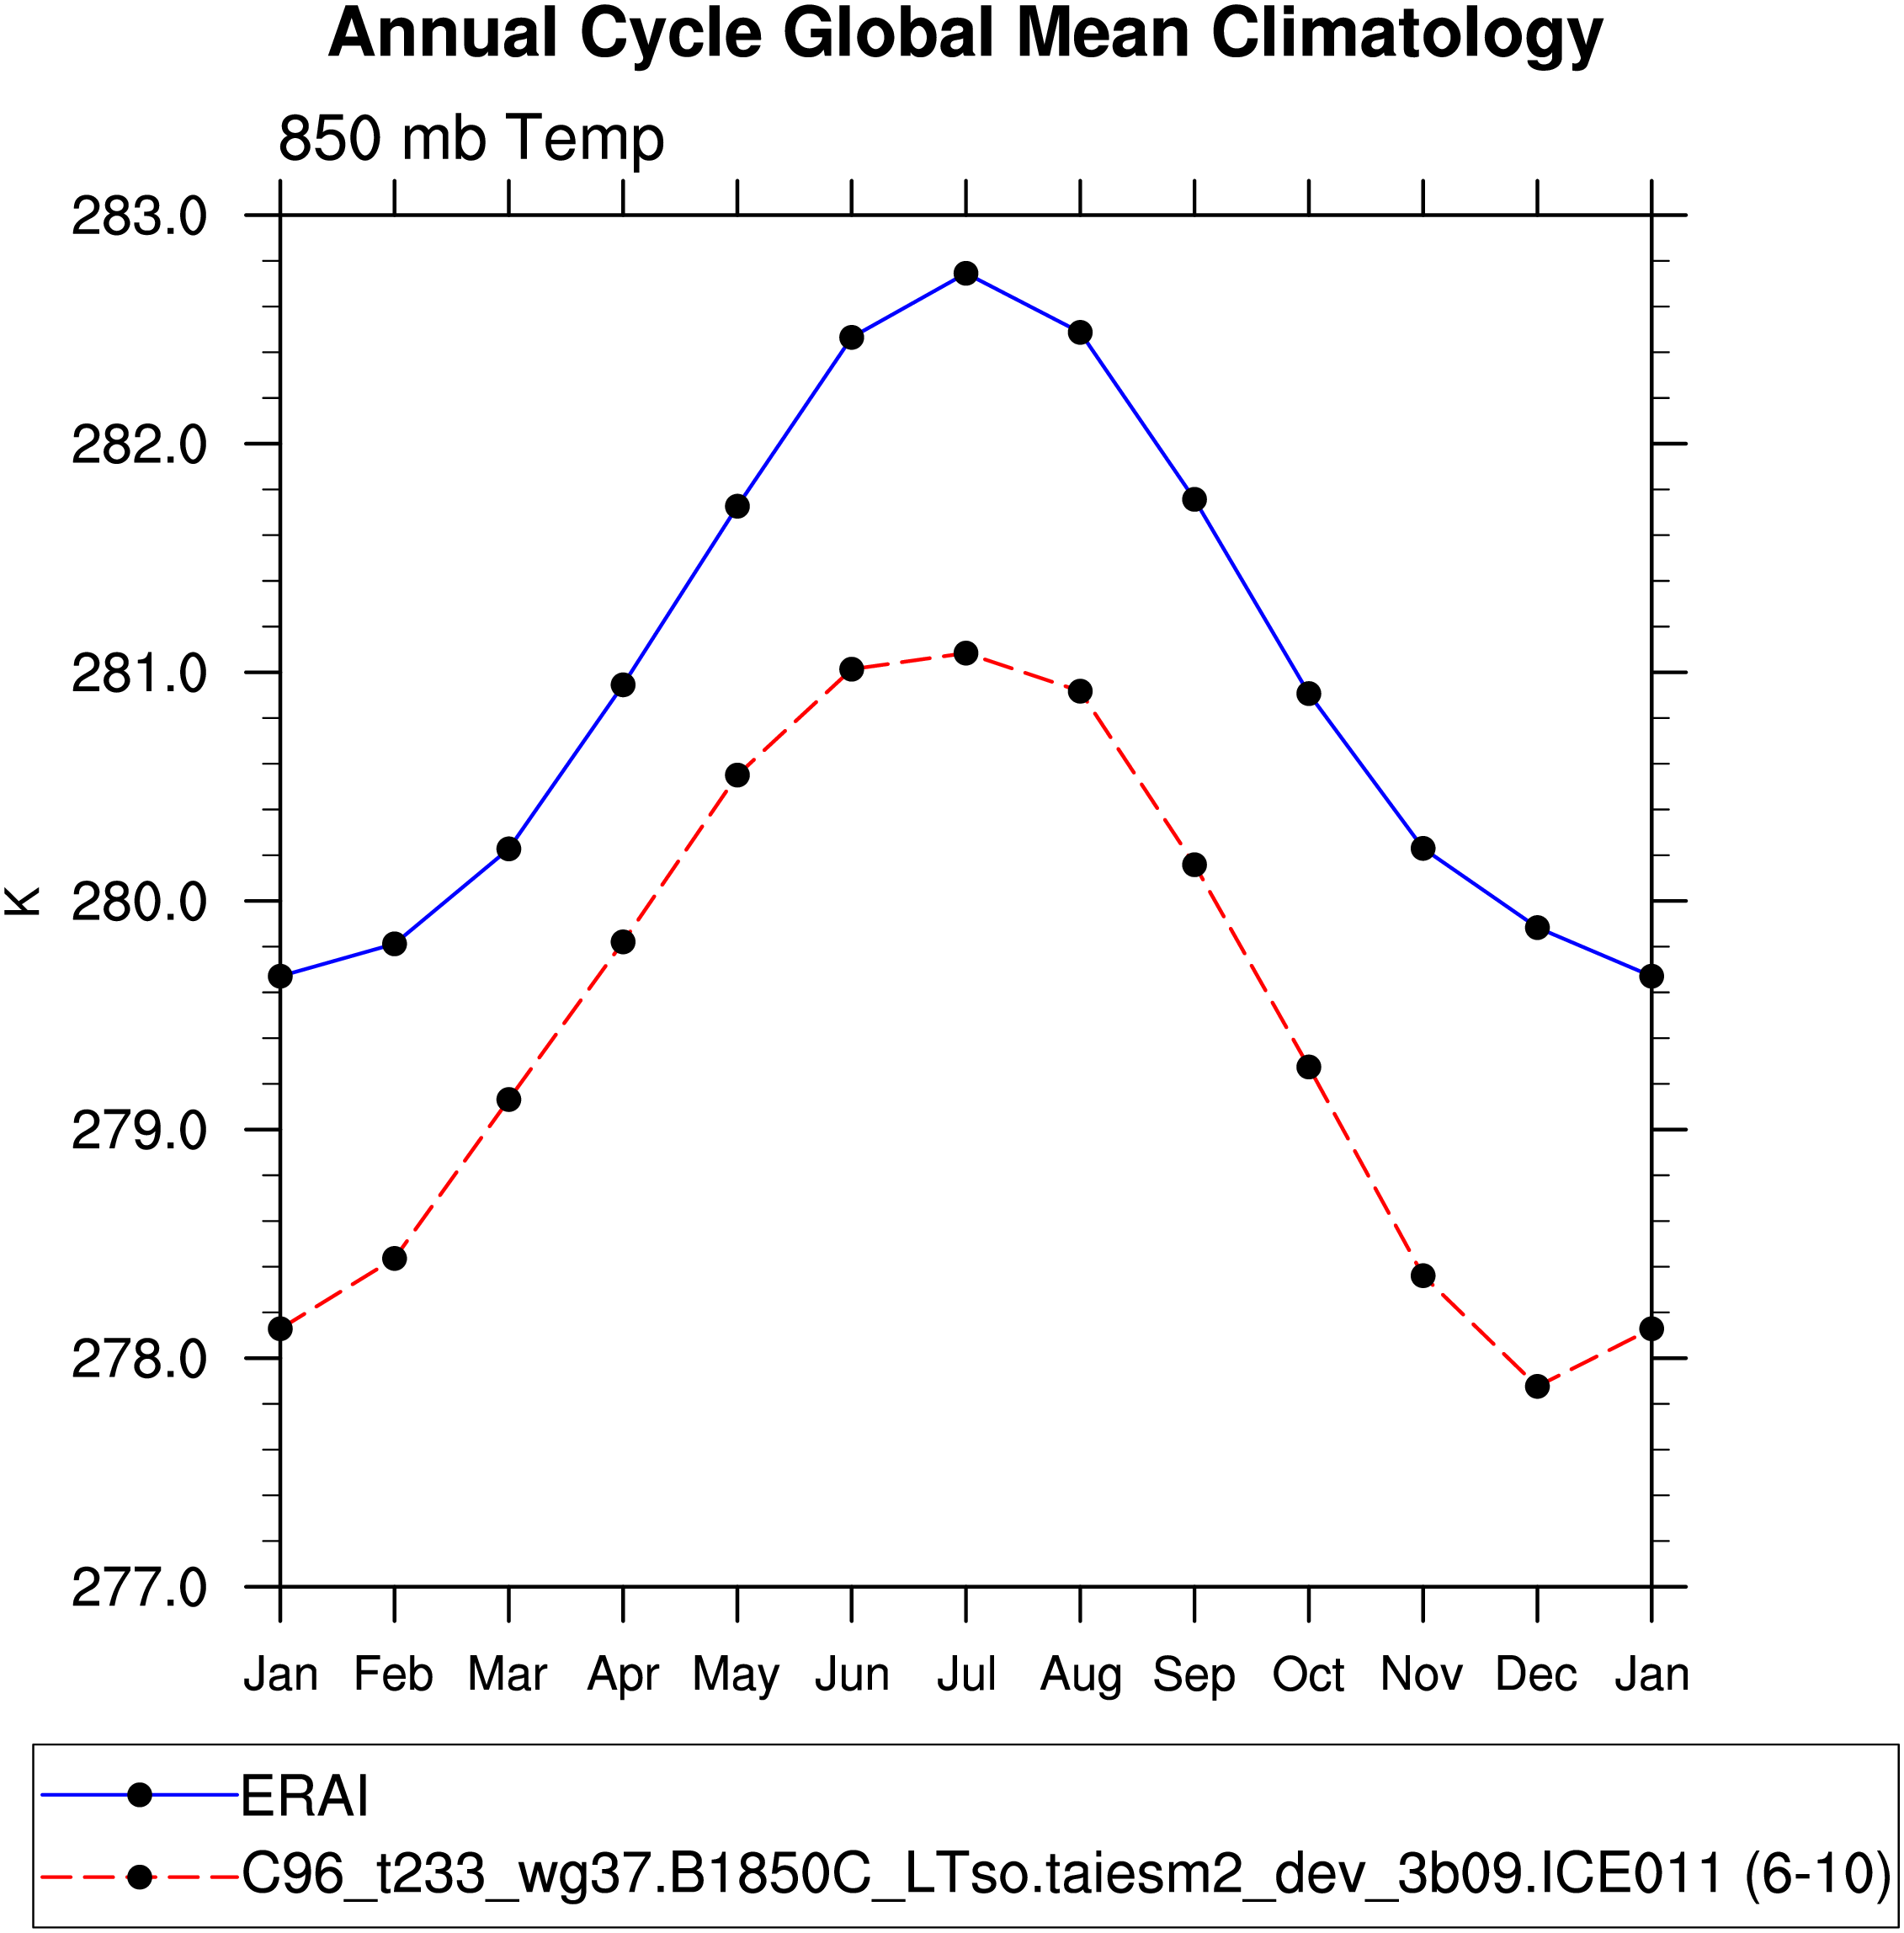 Annual Cycle Global Mean Climatology
850 mb Temp
283.0
282.0
281.0
280.0
279.0
278.0
277.0
K
Jan Feb Mar Apr May Jun Jul Aug Sep Oct Nov Dec Jan
ERAI
C96_t233_wg37.B1850C_LTso.taiesm2_dev_3b09.ICE011 (6-10)